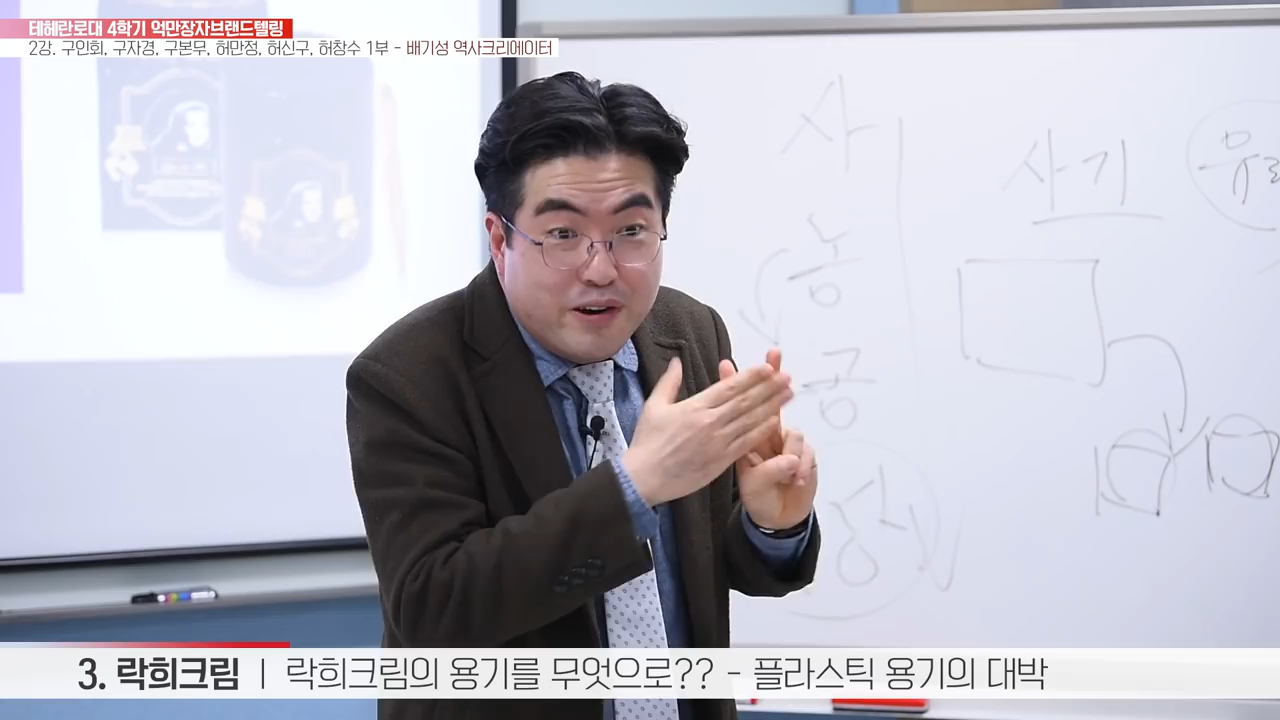 테헤란로대 4학기 억만장자브랜드텔링
2강. 구인회, 구자경, 구본무, 허만정, 허신구, 허창수 1부 - 배기성 역사크리에이터
사
농
공
상
사기
유리
3. 락희크림 | 락희크림의 용기를 무엇으로?? - 플라스틱 용기의 대박